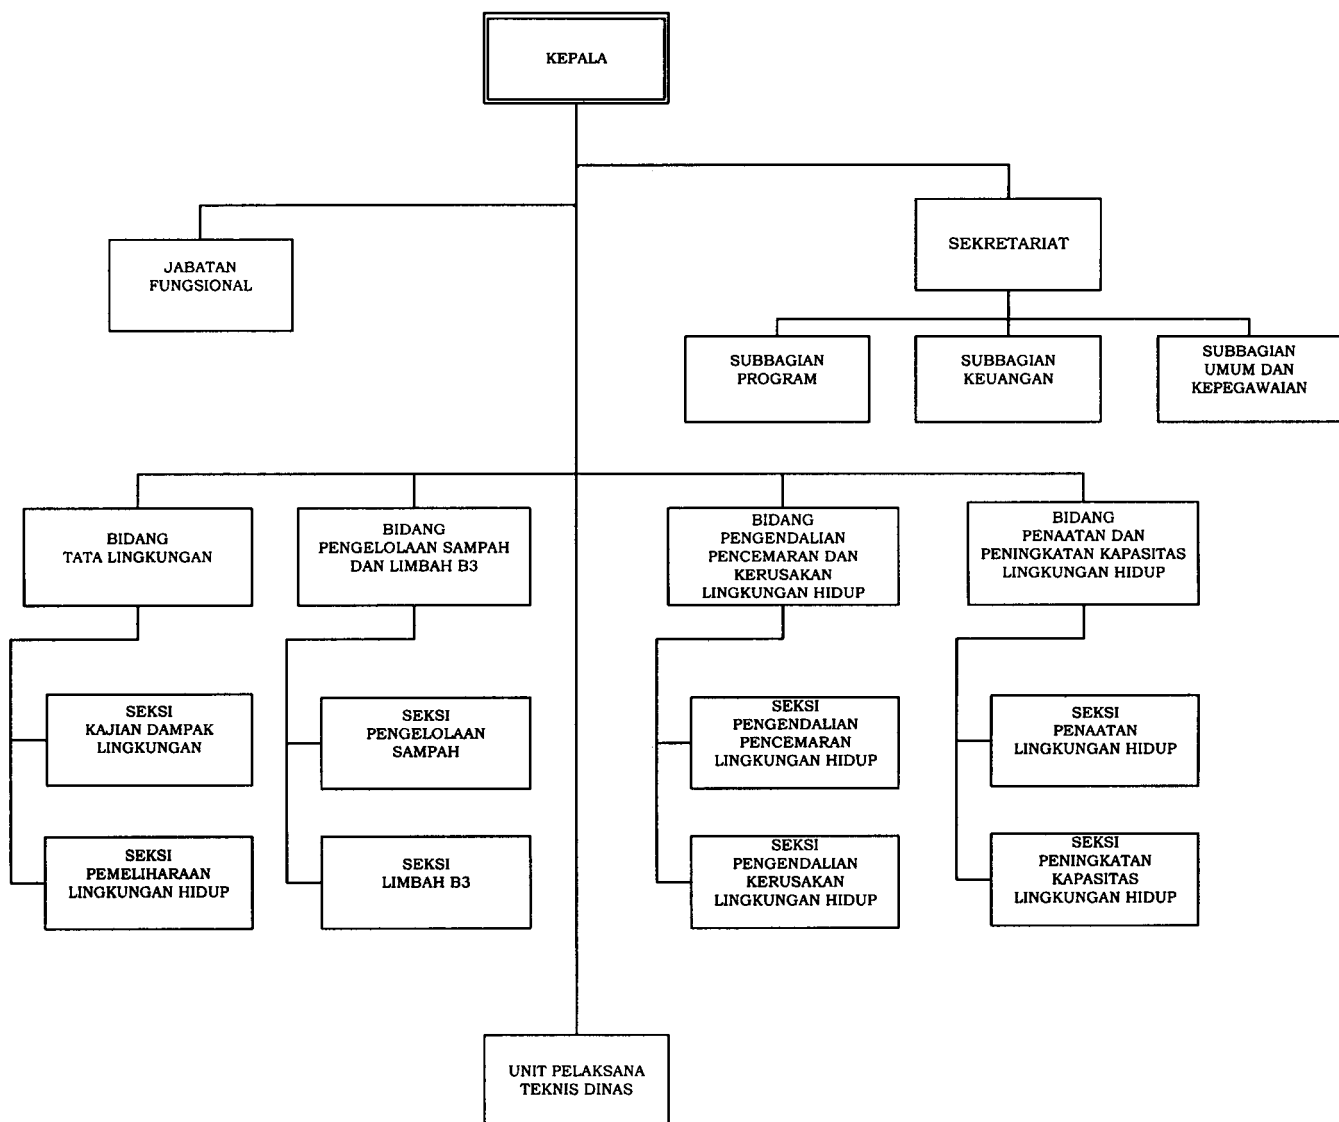 KEPALA
SEKRETARIAT
JABATAN
FUNGSIONAL
SUBBAGIAN
PROGRAM
SUBBAGIAN
KEUANGAN
SUBBAGIAN
UMUM DAN
KEPEGAWAIAN
BIDANG
TATA LINGKUNGAN
BIDANG
PENGELOLAAN SAMPAH
DAN LIMBAH B3
BIDANG
PENGENDALIAN
PENCEMARAN DAN
KERUSAKAN
LINGKUNGAN HIDUP
BIDANG
PENAATAN DAN
PENINGKATAN KAPASITAS
LINGKUNGAN HIDUP
SEKSI
KAJIAN DAMPAK
LINGKUNGAN
SEKSI
PENGELOLAAN
SAMPAH
SEKSI
PENGENDALIAN
PENCEMARAN
LINGKUNGAN HIDUP
SEKSI
PENAATAN
LINGKUNGAN HIDUP
SEKSI
PEMELIHARAAN
LINGKUNGAN HIDUP
SEKSI
LIMBAH B3
SEKSI
PENGENDALIAN
KERUSAKAN
LINGKUNGAN HIDUP
SEKSI
PENINGKATAN
KAPASITAS
LINGKUNGAN HIDUP
UNIT PELAKSANA
TEKNIS DINAS